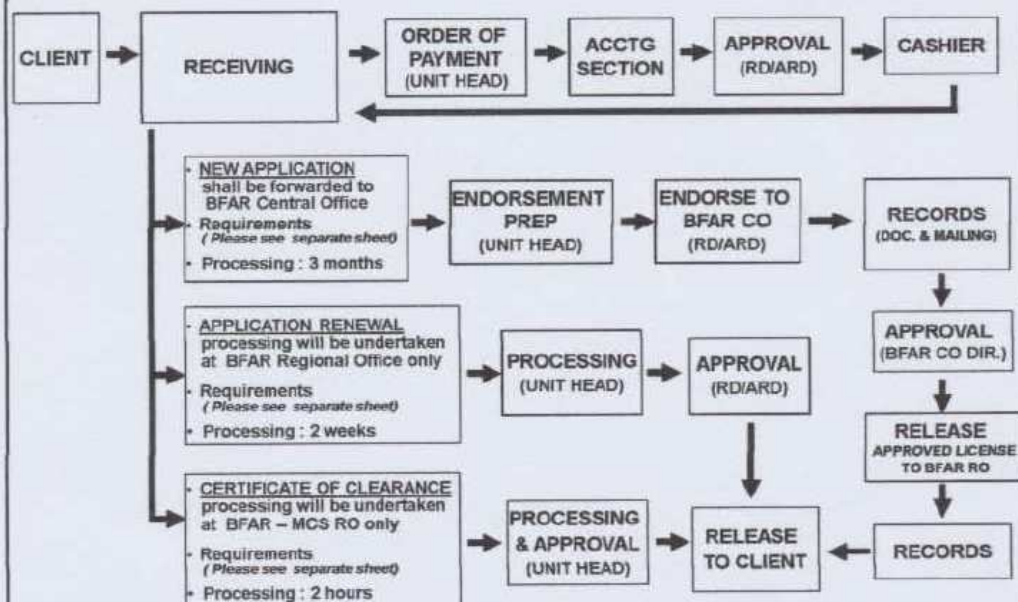 CLIENT
RECEIVING
ORDER OF
PAYMENT
(UNIT HEAD)
ACCTG
SECTION
APPROVAL
(RD/ARD)
CASHIER
· NEW APPLICATION
shall be forwarded to
BFAR Central Office
· Requirements
(Please see separate sheet)
· Processing : 3 months
ENDORSEMENT
PREP
(UNIT HEAD)
ENDORSE TO
BFAR CO
(RD/ARD)
RECORDS
(DOC. & MAILING)
APPROVAL
(BFAR CO DIR.)
RELEASE
APPROVED LICENSE
TO BFAR RO
RECORDS
· APPLICATION RENEWAL
processing will be undertaken
at BFAR Regional Office only
· Requirements
(Please see separate sheet)
· Processing : 2 weeks
PROCESSING
(UNIT HEAD)
APPROVAL
(RD/ARD)
· CERTIFICATE OF CLEARANCE
processing will be undertaken
at BFAR – MCS RO only
· Requirements
(Please see separate sheet)
· Processing : 2 hours
PROCESSING
& APPROVAL
(UNIT HEAD)
RELEASE
TO CLIENT